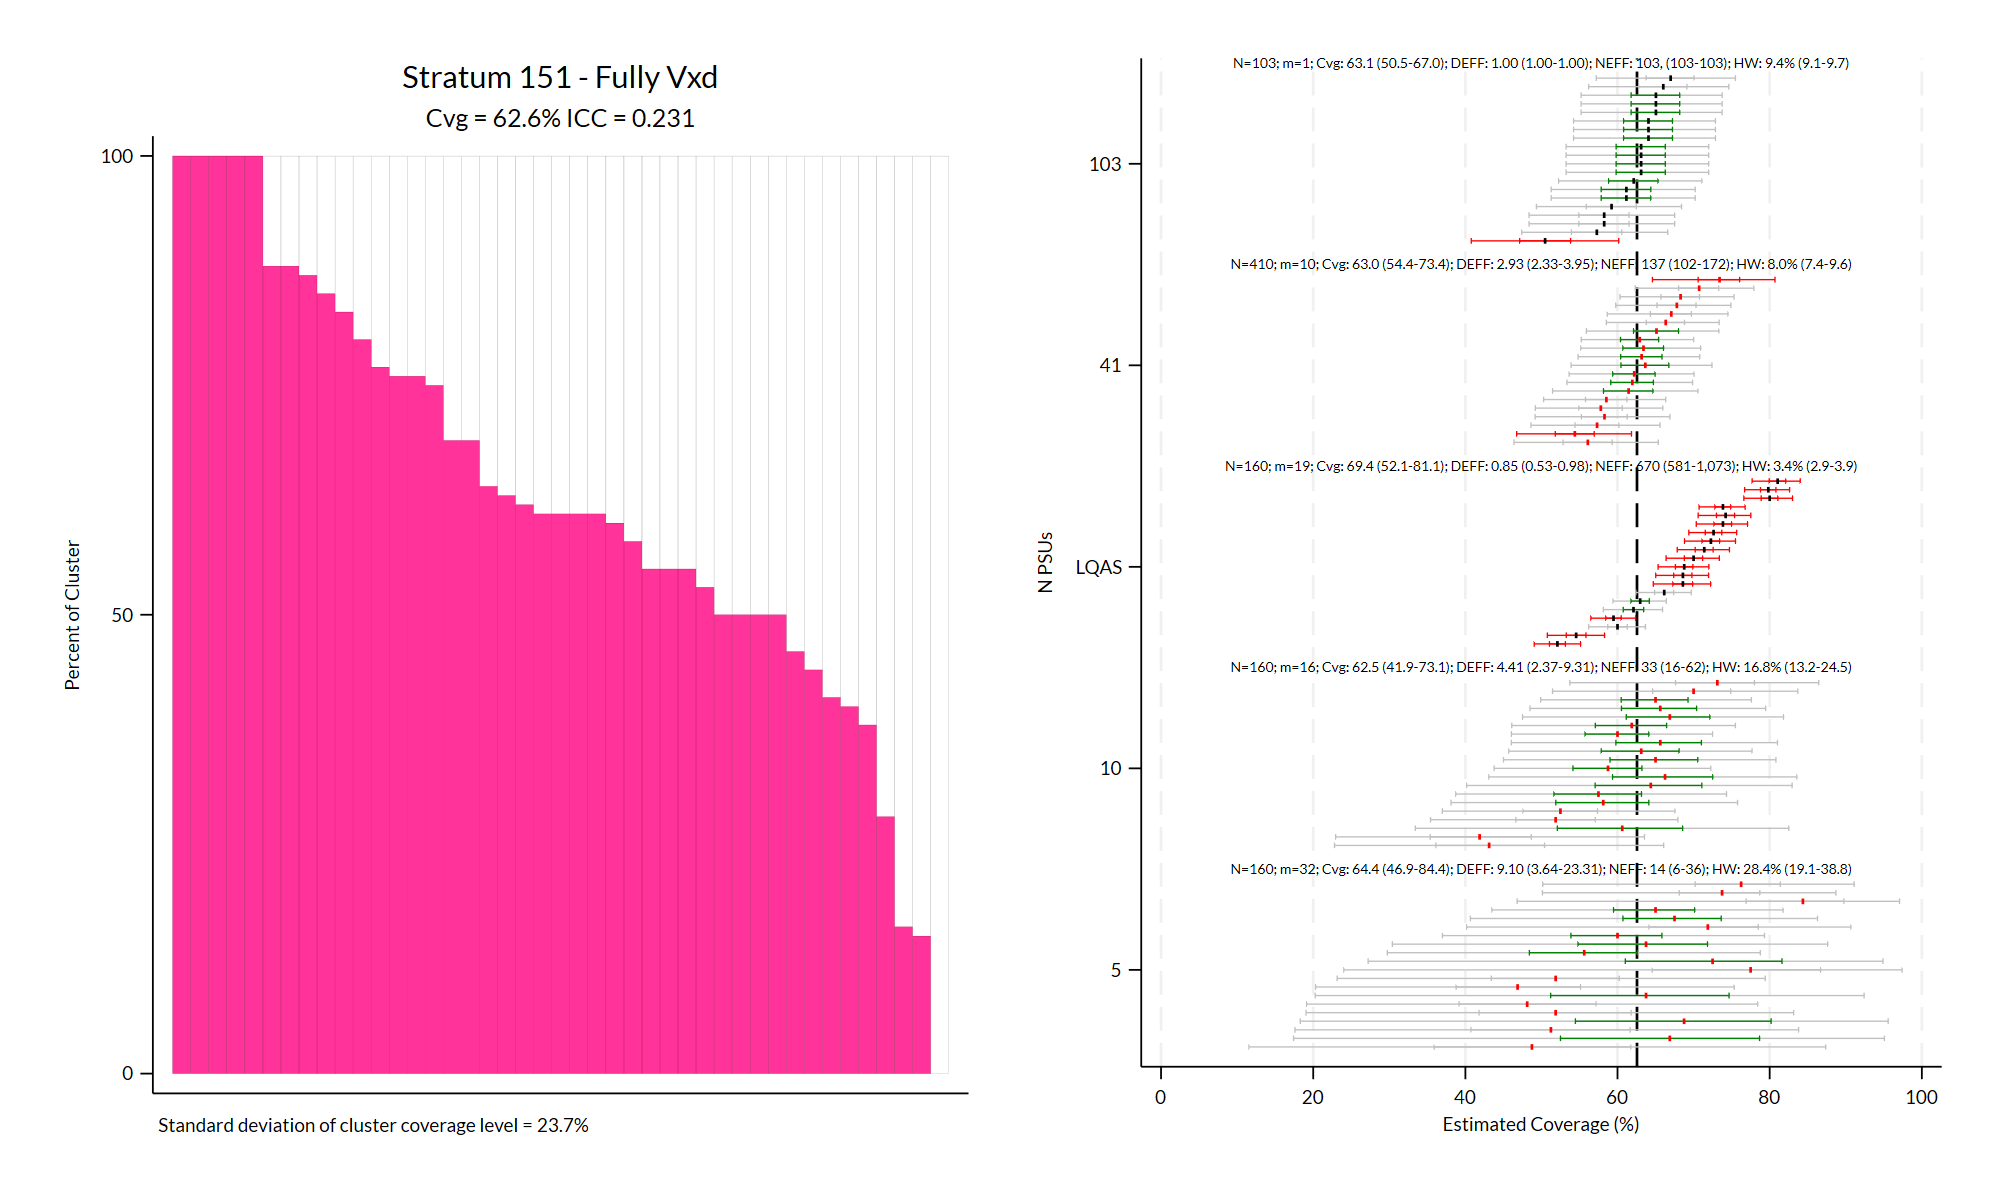 Stratum 151 - Fully Vxd
Cvg = 62.6% ICC = 0.231
Percent of Cluster
100
50
0
Standard deviation of cluster coverage level = 23.7%
N PSUs
N=103; m=1; Cvg: 63.1 (50.5-67.0); DEFF: 1.00 (1.00-1.00); NEFF: 103, (103-103); HW: 9.4% (9.1-9.7)
103
N=410; m=10; Cvg: 63.0 (54.4-73.4); DEFF: 2.93 (2.33-3.95); NEFF: 137 (102-172); HW: 8.0% (7.4-9.6)
41
N=160; m=19; Cvg: 69.4 (52.1-81.1); DEFF: 0.85 (0.53-0.98); NEFF: 670 (581-1,073); HW: 3.4% (2.9-3.9)
LQAS
N=160; m=16; Cvg: 62.5 (41.9-73.1); DEFF: 4.41 (2.37-9.31); NEFF: 33 (16-62); HW: 16.8% (13.2-24.5)
10
N=160; m=32; Cvg: 64.4 (46.9-84.4); DEFF: 9.10 (3.64-23.31); NEFF: 14 (6-36); HW: 28.4% (19.1-38.8)
5
0 20 40 60 80 100
Estimated Coverage (%)